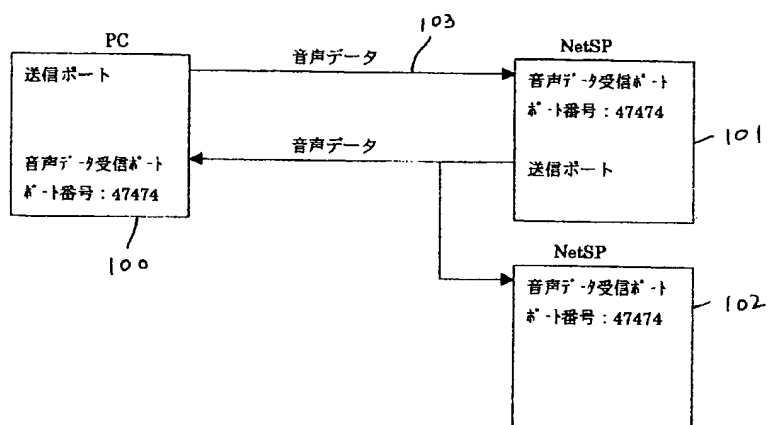 103
PC
音声データ
NetSP
送信ポート
音声ﾃﾞｰﾀ受信ﾎﾟｰﾄ
ﾎﾟｰﾄ番号：47474
101
音声データ
音声ﾃﾞｰﾀ受信ﾎﾟｰﾄ
ﾎﾟｰﾄ番号：47474
送信ポート
100
NetSP
音声ﾃﾞｰﾀ受信ﾎﾟｰﾄ
ﾎﾟｰﾄ番号：47474
102